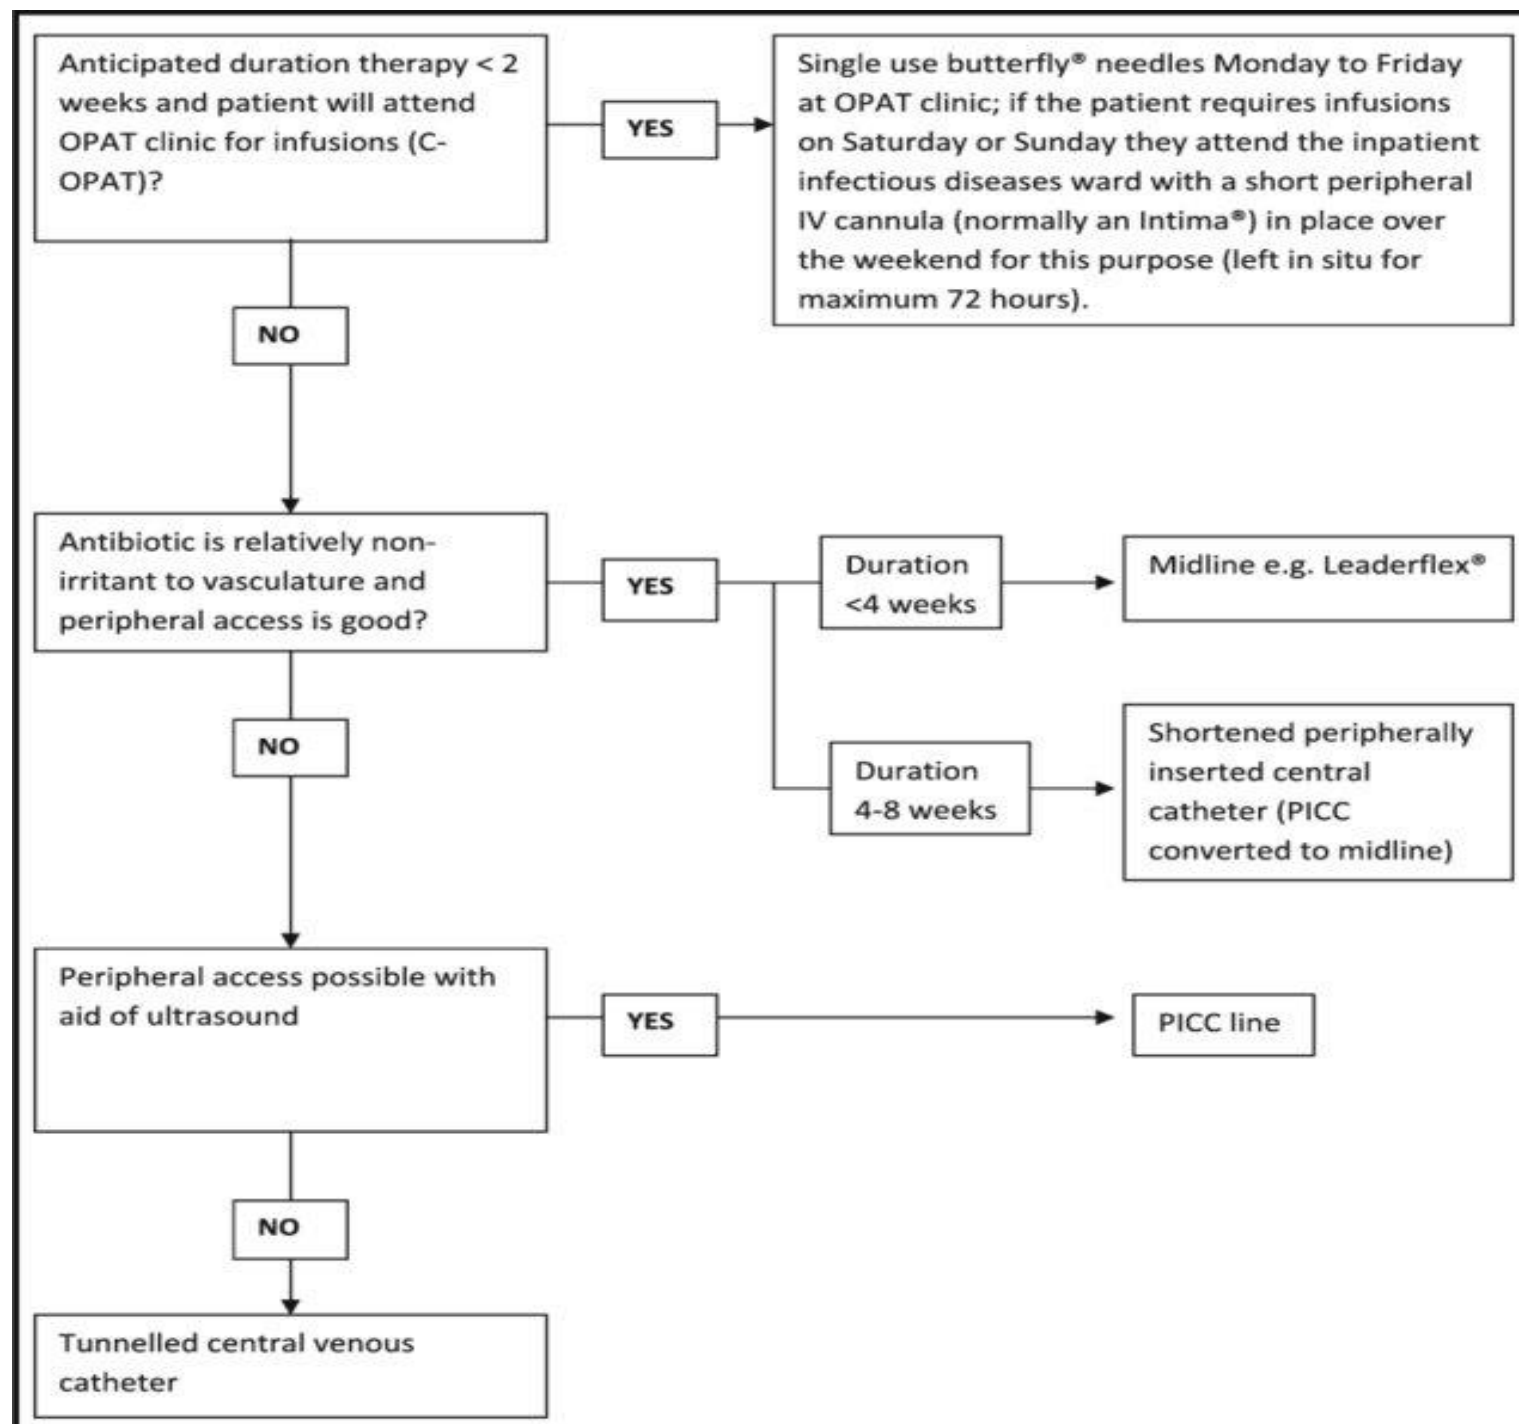 Anticipated duration therapy < 2
weeks and patient will attend
OPAT clinic for infusions (C-
OPAT)?
YES
Single use butterfly® needles Monday to Friday
at OPAT clinic; if the patient requires infusions
on Saturday or Sunday they attend the inpatient
infectious diseases ward with a short peripheral
IV cannula (normally an Intima®) in place over
the weekend for this purpose (left in situ for
maximum 72 hours).
NO
Antibiotic is relatively non-
irritant to vasculature and
peripheral access is good?
YES
Duration
<4 weeks
Midline e.g. Leaderflex®
Duration
4-8 weeks
Shortened peripherally
inserted central
catheter (PICC
converted to midline)
NO
Peripheral access possible with
aid of ultrasound
YES
PICC line
NO
Tunnelled central venous
catheter